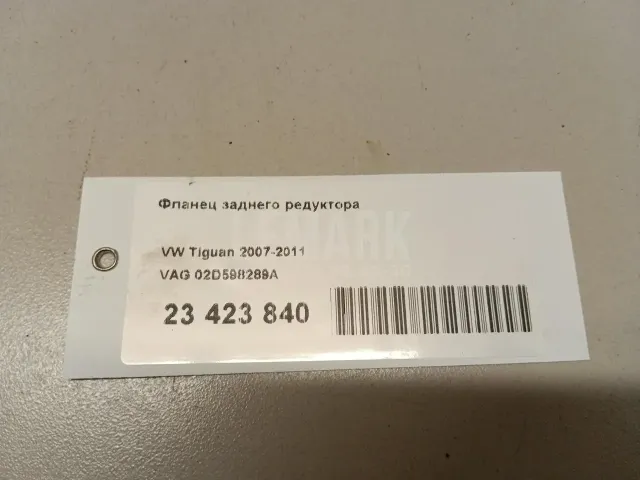 Фланец заднего редуктора
VW Tiguan 2007-2011
VAG 02D598289A
23 423 840